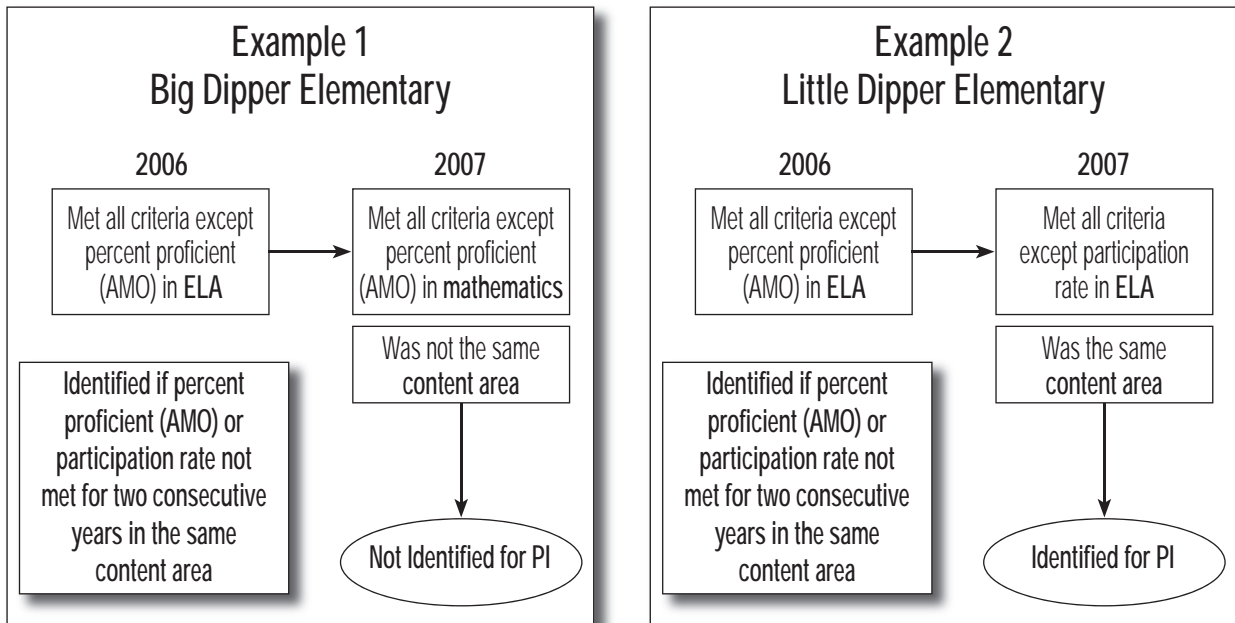 Example 1
Big Dipper Elementary
2006
Met all criteria except
percent proficient
(AMO) in ELA
2007
Met all criteria except
percent proficient
(AMO) in mathematics
Was not the same
content area
Identified if percent
proficient (AMO) or
participation rate not
met for two consecutive
years in the same
content area
Not Identified for PI
Example 2
Little Dipper Elementary
2006
Met all criteria except
percent proficient
(AMO) in ELA
2007
Met all criteria
except participation
rate in ELA
Was the same
content area
Identified if percent
proficient (AMO) or
participation rate not
met for two consecutive
years in the same
content area
Identified for PI